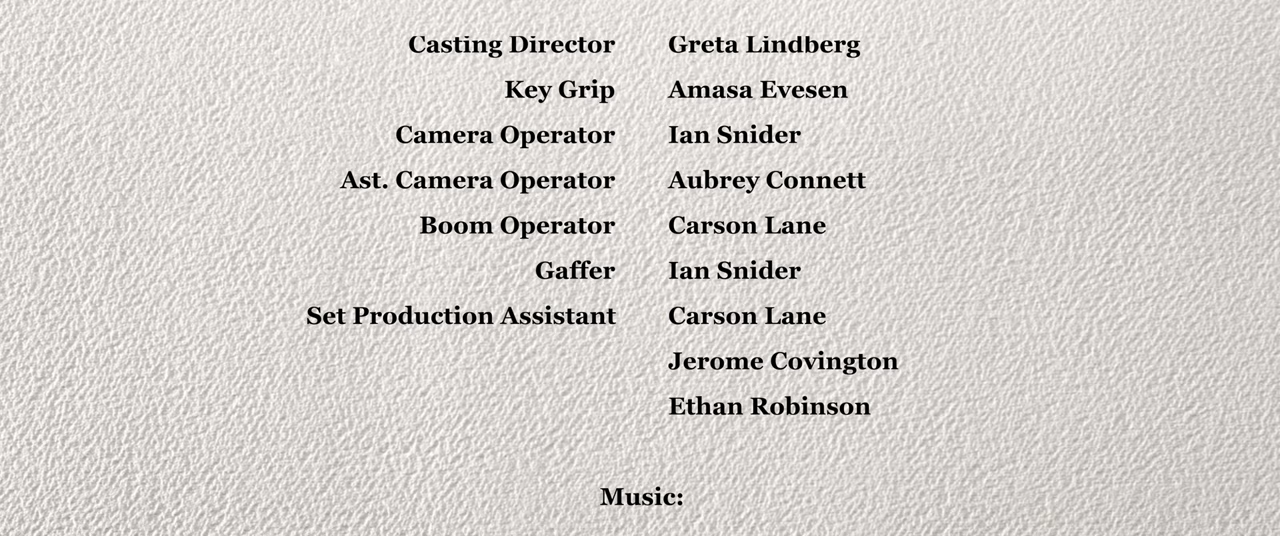 Casting Director Greta Lindberg
Key Grip Amasa Evesen
Camera Operator Ian Snider
Ast. Camera Operator Aubrey Connett
Boom Operator Carson Lane
Gaffer Ian Snider
Set Production Assistant Carson Lane
Jerome Covington
Ethan Robinson
Music: